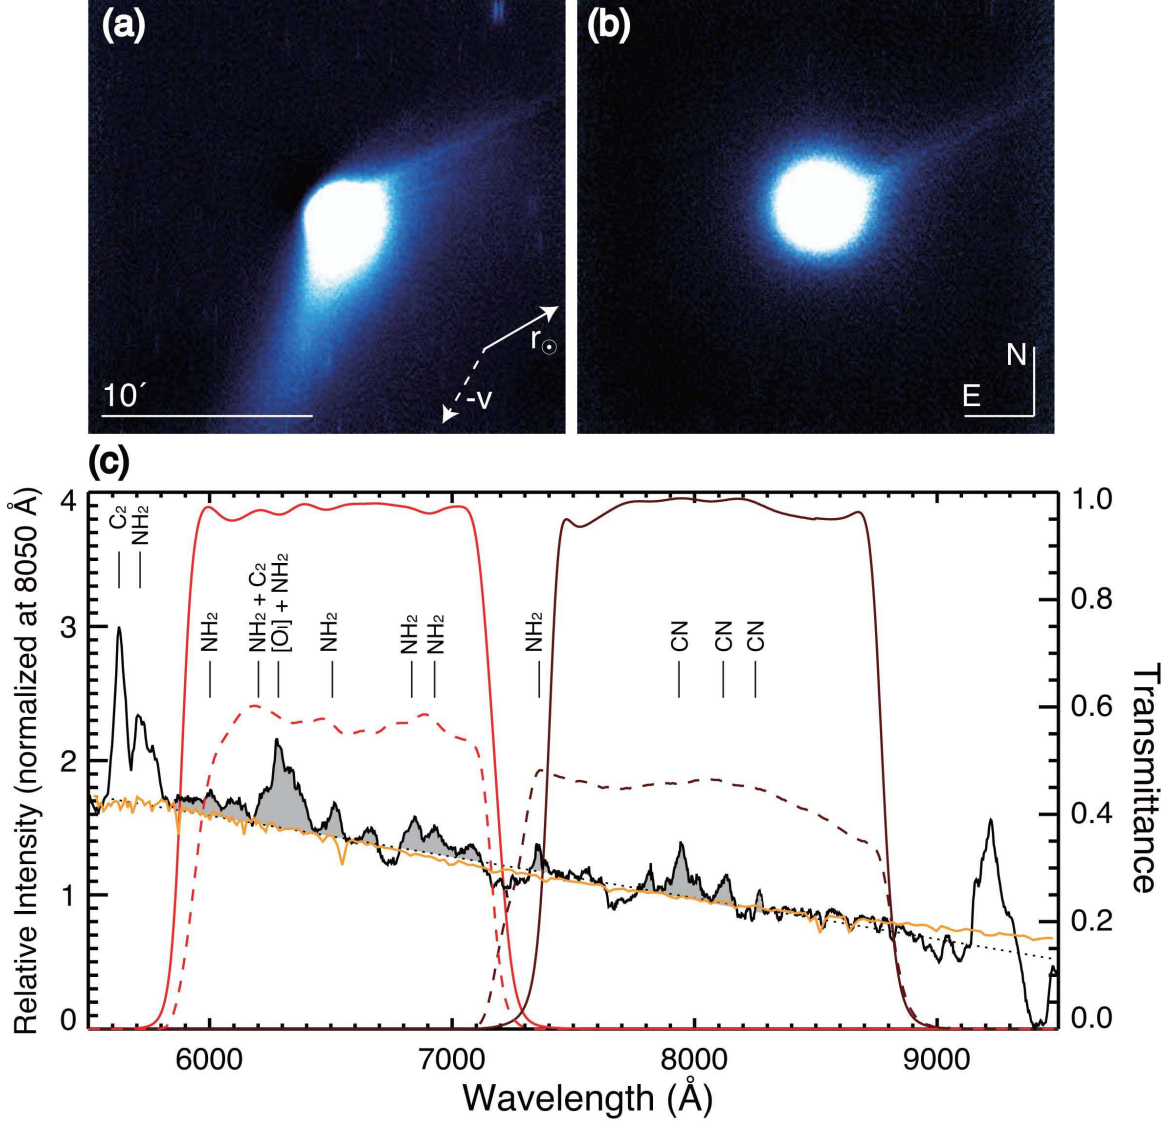 (a)
(b)
10´
r☉
-v
N
E
(c)
Relative Intensity (normalized at 8050 Å)
4
3
2
1
0
C₂
NH₂
NH₂
NH₂ + C₂
[OI] + NH₂
NH₂
NH₂
NH₂
NH₂
CN
CN
CN
1.0
0.8
0.6
0.4
0.2
0.0
Transmittance
6000
7000
8000
9000
Wavelength (Å)